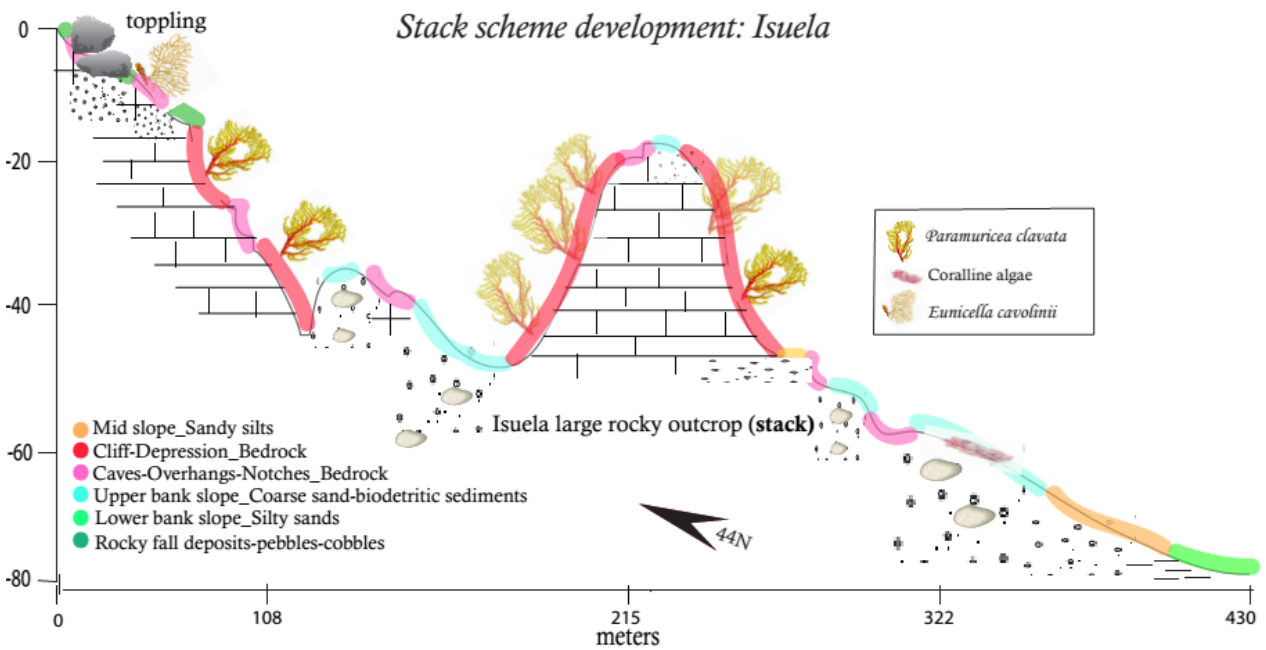 Stack scheme development: Isuela
toppling
0
-20
-40
-60
-80
Paramuricea clavata
Coralline algae
Eunicella cavolinii
Isuela large rocky outcrop (stack)
Mid slope_Sandy silts
Cliff-Depression_Bedrock
Caves-Overhangs-Notches_Bedrock
Upper bank slope_Coarse sand-biodetritic sediments
Lower bank slope_Silty sands
Rocky fall deposits-pebbles-cobbles
44N
0
108
215
322
430
meters